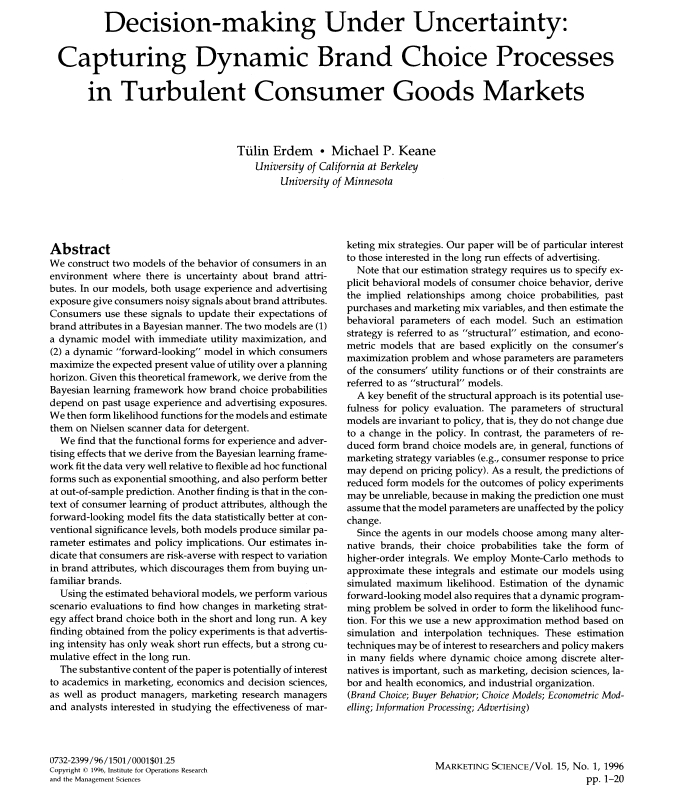 Decision-making Under Uncertainty:
Capturing Dynamic Brand Choice Processes
in Turbulent Consumer Goods Markets
Tülin Erdem • Michael P. Keane
University of California at Berkeley
University of Minnesota
Abstract
We construct two models of the behavior of consumers in an
environment where there is uncertainty about brand attri-
butes. In our models, both usage experience and advertising
exposure give consumers noisy signals about brand attributes.
Consumers use these signals to update their expectations of
brand attributes in a Bayesian manner. The two models are (1)
a dynamic model with immediate utility maximization, and
(2) a dynamic "forward-looking" model in which consumers
maximize the expected present value of utility over a planning
horizon. Given this theoretical framework, we derive from the
Bayesian learning framework how brand choice probabilities
depend on past usage experience and advertising exposures.
We then form likelihood functions for the models and estimate
them on Nielsen scanner data for detergent.
We find that the functional forms for experience and adver-
tising effects that we derive from the Bayesian learning frame-
work fit the data very well relative to flexible ad hoc functional
forms such as exponential smoothing, and also perform better
at out-of-sample prediction. Another finding is that in the con-
text of consumer learning of product attributes, although the
forward-looking model fits the data statistically better at con-
ventional significance levels, both models produce similar pa-
rameter estimates and policy implications. Our estimates in-
dicate that consumers are risk-averse with respect to variation
in brand attributes, which discourages them from buying un-
familiar brands.
Using the estimated behavioral models, we perform various
scenario evaluations to find how changes in marketing strat-
egy affect brand choice both in the short and long run. A key
finding obtained from the policy experiments is that advertis-
ing intensity has only weak short run effects, but a strong cu-
mulative effect in the long run.
The substantive content of the paper is potentially of interest
to academics in marketing, economics and decision sciences,
as well as product managers, marketing research managers
and analysts interested in studying the effectiveness of mar-
keting mix strategies. Our paper will be of particular interest
to those interested in the long run effects of advertising.
Note that our estimation strategy requires us to specify ex-
plicit behavioral models of consumer choice behavior, derive
the implied relationships among choice probabilities, past
purchases and marketing mix variables, and then estimate the
behavioral parameters of each model. Such an estimation
strategy is referred to as "structural" estimation, and econo-
metric models that are based explicitly on the consumer's
maximization problem and whose parameters are parameters
of the consumers' utility functions or of their constraints are
referred to as "structural" models.
A key benefit of the structural approach is its potential use-
fulness for policy evaluation. The parameters of structural
models are invariant to policy, that is, they do not change due
to a change in the policy. In contrast, the parameters of re-
duced form brand choice models are, in general, functions of
marketing strategy variables (e.g., consumer response to price
may depend on pricing policy). As a result, the predictions of
reduced form models for the outcomes of policy experiments
may be unreliable, because in making the prediction one must
assume that the model parameters are unaffected by the policy
change.
Since the agents in our models choose among many alter-
native brands, their choice probabilities take the form of
higher-order integrals. We employ Monte-Carlo methods to
approximate these integrals and estimate our models using
simulated maximum likelihood. Estimation of the dynamic
forward-looking model also requires that a dynamic program-
ming problem be solved in order to form the likelihood func-
tion. For this we use a new approximation method based on
simulation and interpolation techniques. These estimation
techniques may be of interest to researchers and policy makers
in many fields where dynamic choice among discrete alter-
natives is important, such as marketing, decision sciences, la-
bor and health economics, and industrial organization.
(Brand Choice; Buyer Behavior; Choice Models; Econometric Mod-
elling; Information Processing; Advertising)
0732-2399/96/1501/0001$01.25
Copyright © 1996, Institute for Operations Research
and the Management Sciences
MARKETING SCIENCE/Vol. 15, No. 1, 1996
pp. 1–20